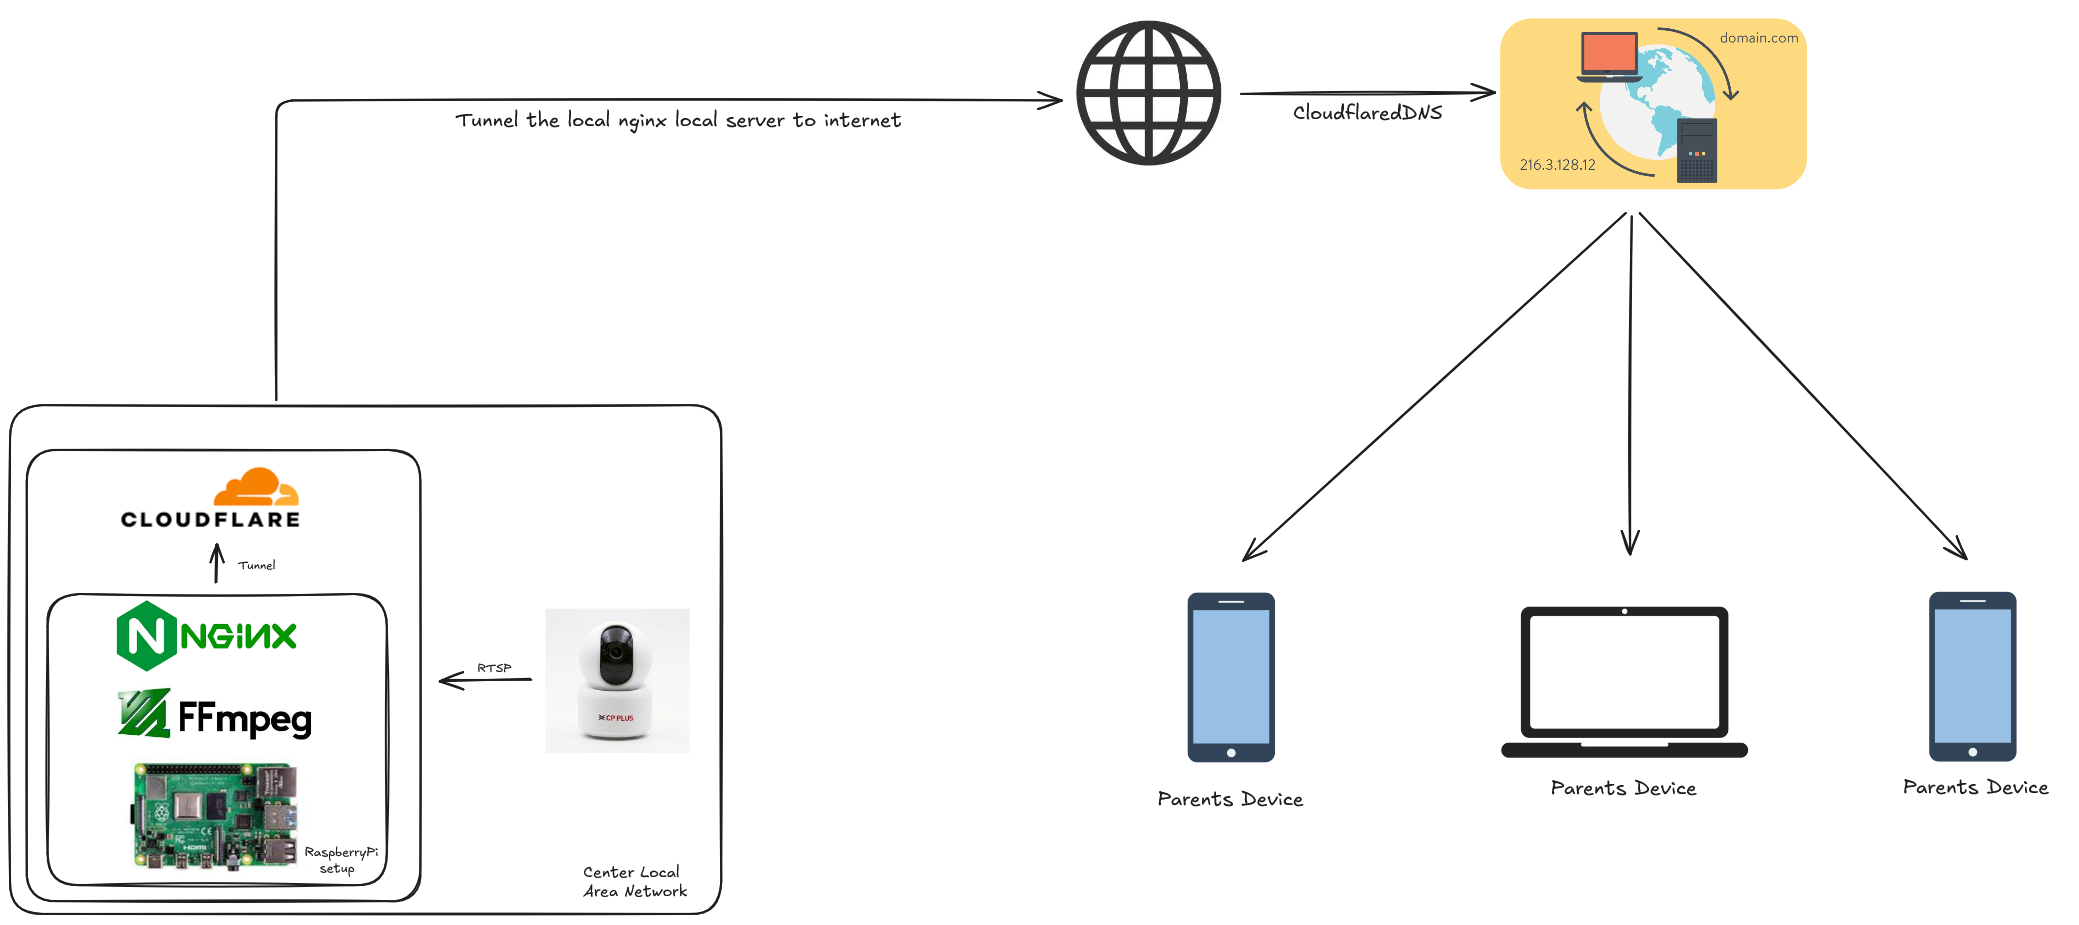 domain.com
216.3.128.12
Tunnel the local nginx local server to internet
CloudflaredDNS
CLOUDFLARE
Tunnel
NGiNX
FFmpeg
RaspberryPi
setup
RTSP
CP PLUS
Center Local
Area Network
Parents Device
Parents Device
Parents Device